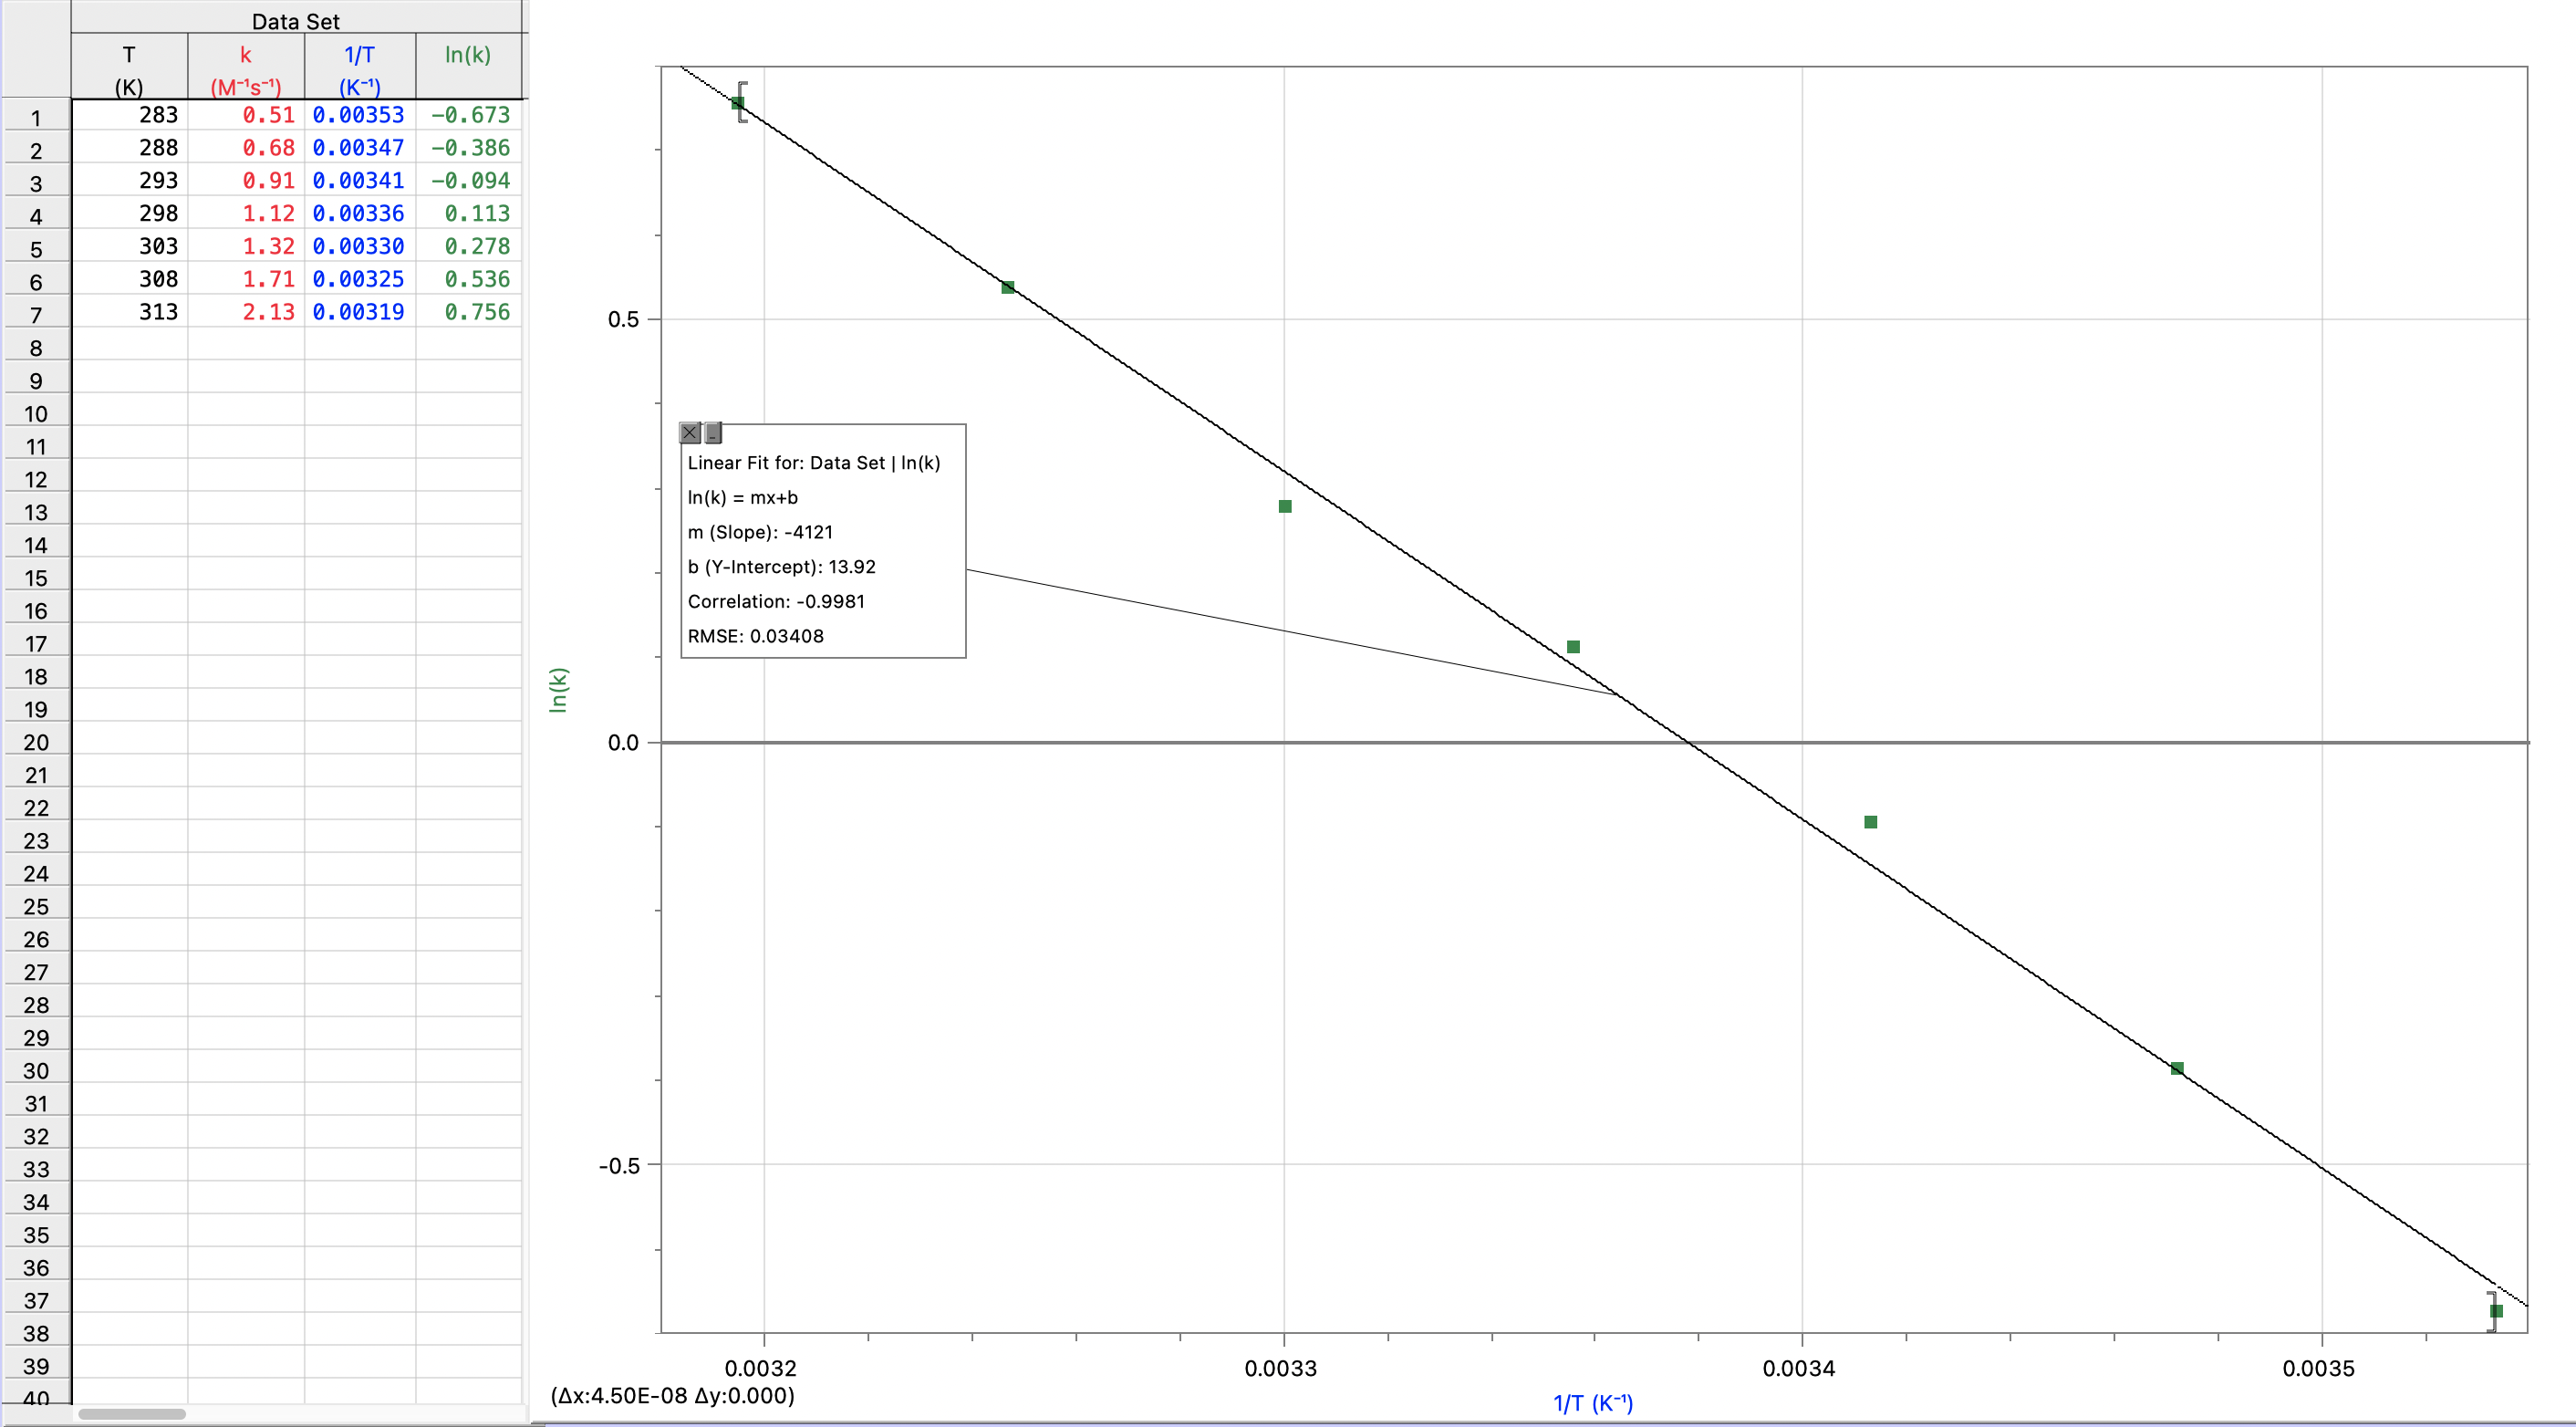 Data Set
T k 1/T ln(k)
(K) (M⁻¹s⁻¹) (K⁻¹)
1 283 0.51 0.00353 −0.673
2 288 0.68 0.00347 −0.386
3 293 0.91 0.00341 −0.094
4 298 1.12 0.00336 0.113
5 303 1.32 0.00330 0.278
6 308 1.71 0.00325 0.536
7 313 2.13 0.00319 0.756
8
9
10
11
12
13
14
15
16
17
18
19
20
21
22
23
24
25
26
27
28
29
30
31
32
33
34
35
36
37
38
39
40
0.5
0.0
-0.5
ln(k)
Linear Fit for: Data Set | ln(k)
ln(k) = mx+b
m (Slope): -4121
b (Y-Intercept): 13.92
Correlation: -0.9981
RMSE: 0.03408
0.0032 0.0033 0.0034 0.0035
(Δx:4.50E-08 Δy:0.000)
1/T (K⁻¹)